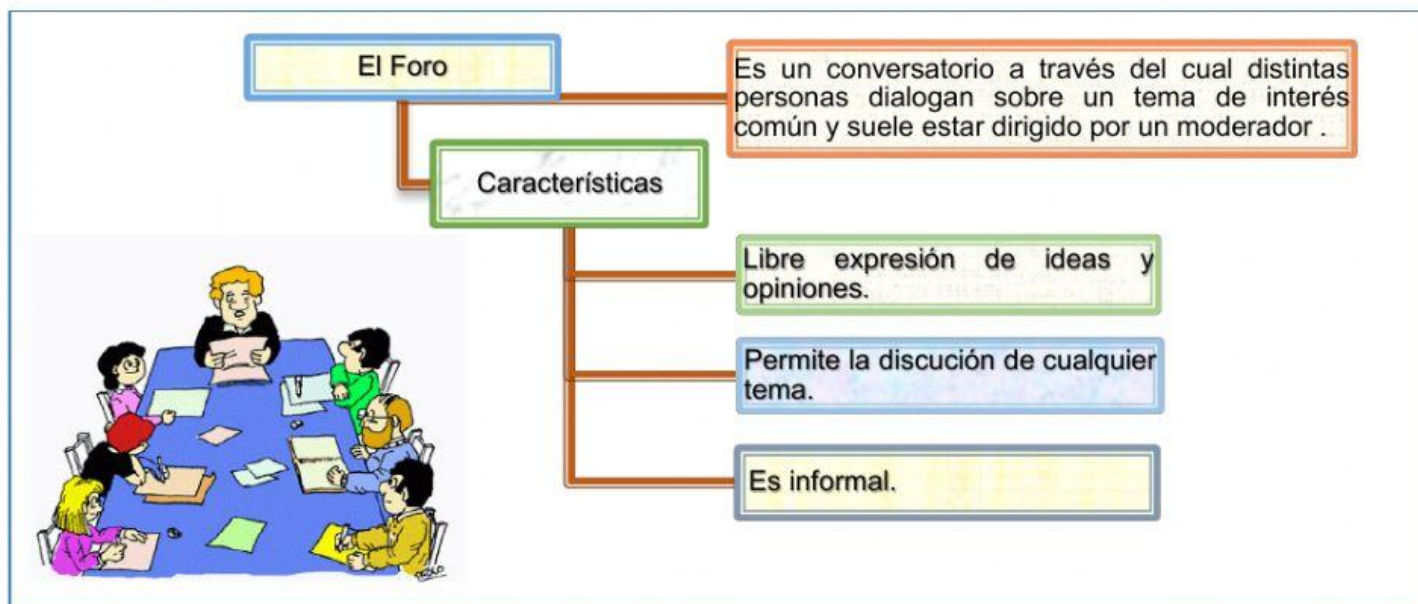 El Foro
Es un conversatorio a través del cual distintas
personas dialogan sobre un tema de interés
común y suele estar dirigido por un moderador .
Característícas
Libre expresión de ideas y
opiniones.
Permite la discución de cualquier
tema.
Es informal.